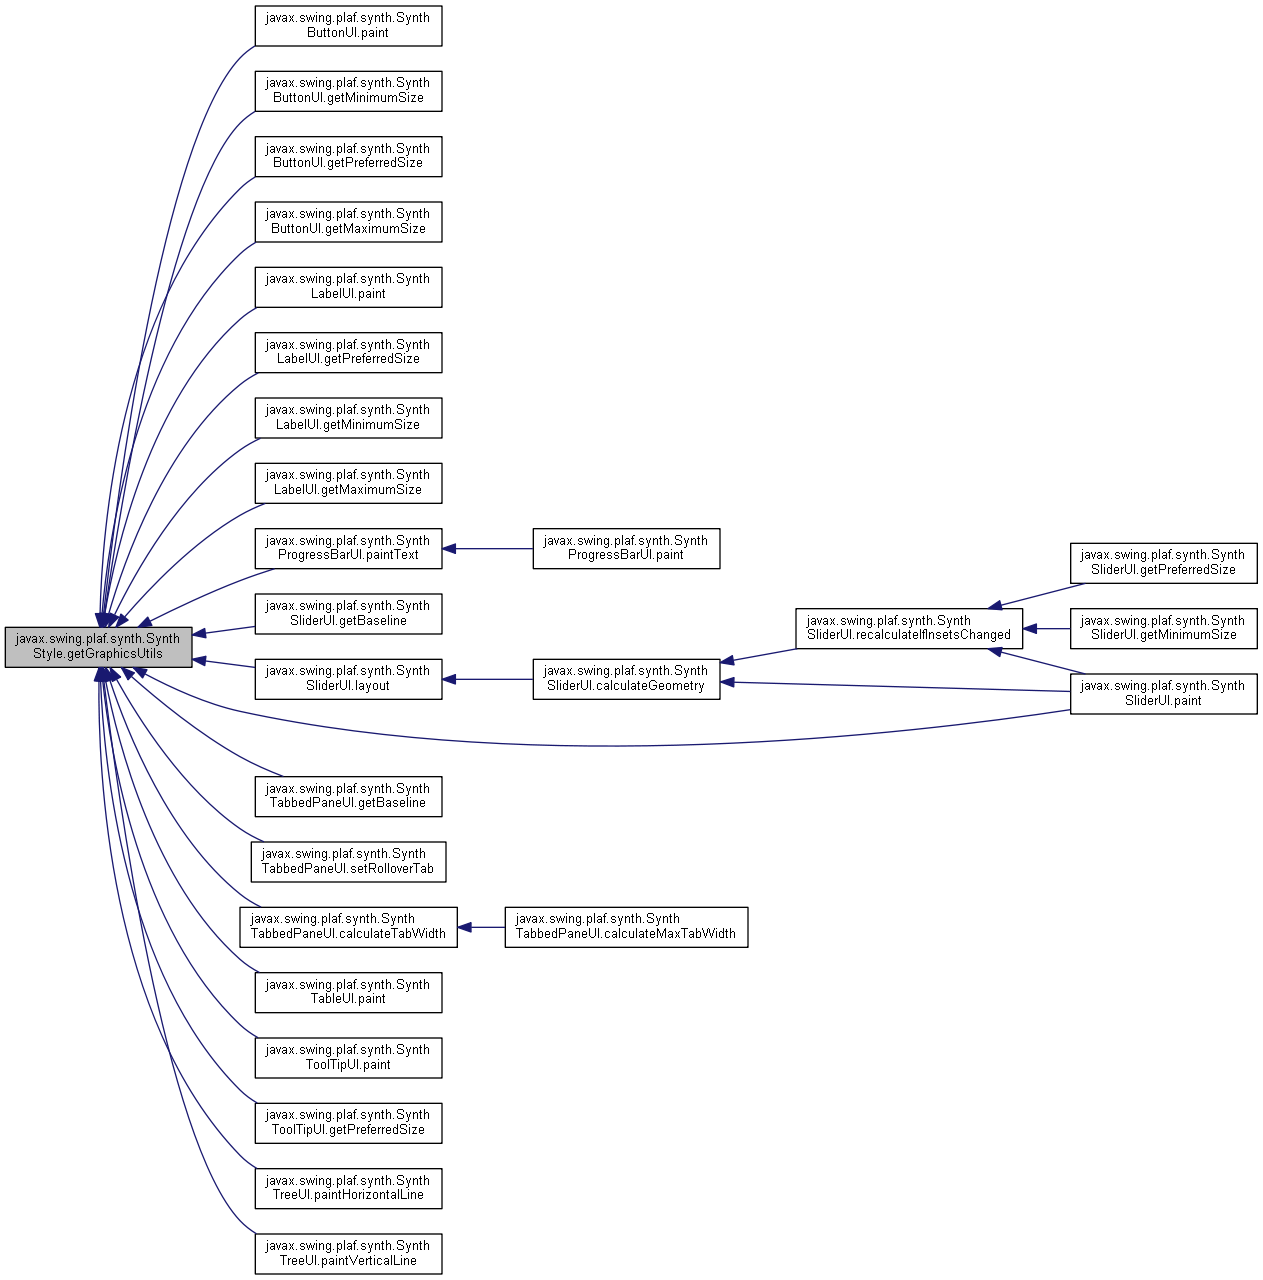 javax.swing.plaf.synth.Synth
ButtonUI.paint
javax.swing.plaf.synth.Synth
ButtonUI.getMinimumSize
javax.swing.plaf.synth.Synth
ButtonUI.getPreferredSize
javax.swing.plaf.synth.Synth
ButtonUI.getMaximumSize
javax.swing.plaf.synth.Synth
LabelUI.paint
javax.swing.plaf.synth.Synth
LabelUI.getPreferredSize
javax.swing.plaf.synth.Synth
LabelUI.getMinimumSize
javax.swing.plaf.synth.Synth
LabelUI.getMaximumSize
javax.swing.plaf.synth.Synth
ProgressBarUI.paintText
javax.swing.plaf.synth.Synth
ProgressBarUI.paint
javax.swing.plaf.synth.Synth
SliderUI.getPreferredSize
javax.swing.plaf.synth.Synth
SliderUI.getBaseline
javax.swing.plaf.synth.Synth
SliderUI.recalculateIfInsetsChanged
javax.swing.plaf.synth.Synth
SliderUI.getMinimumSize
javax.swing.plaf.synth.Synth
Style.getGraphicsUtils
javax.swing.plaf.synth.Synth
SliderUI.layout
javax.swing.plaf.synth.Synth
SliderUI.calculateGeometry
javax.swing.plaf.synth.Synth
SliderUI.paint
javax.swing.plaf.synth.Synth
TabbedPaneUI.getBaseline
javax.swing.plaf.synth.Synth
TabbedPaneUI.setRolloverTab
javax.swing.plaf.synth.Synth
TabbedPaneUI.calculateTabWidth
javax.swing.plaf.synth.Synth
TabbedPaneUI.calculateMaxTabWidth
javax.swing.plaf.synth.Synth
TableUI.paint
javax.swing.plaf.synth.Synth
ToolTipUI.paint
javax.swing.plaf.synth.Synth
ToolTipUI.getPreferredSize
javax.swing.plaf.synth.Synth
TreeUI.paintHorizontalLine
javax.swing.plaf.synth.Synth
TreeUI.paintVerticalLine